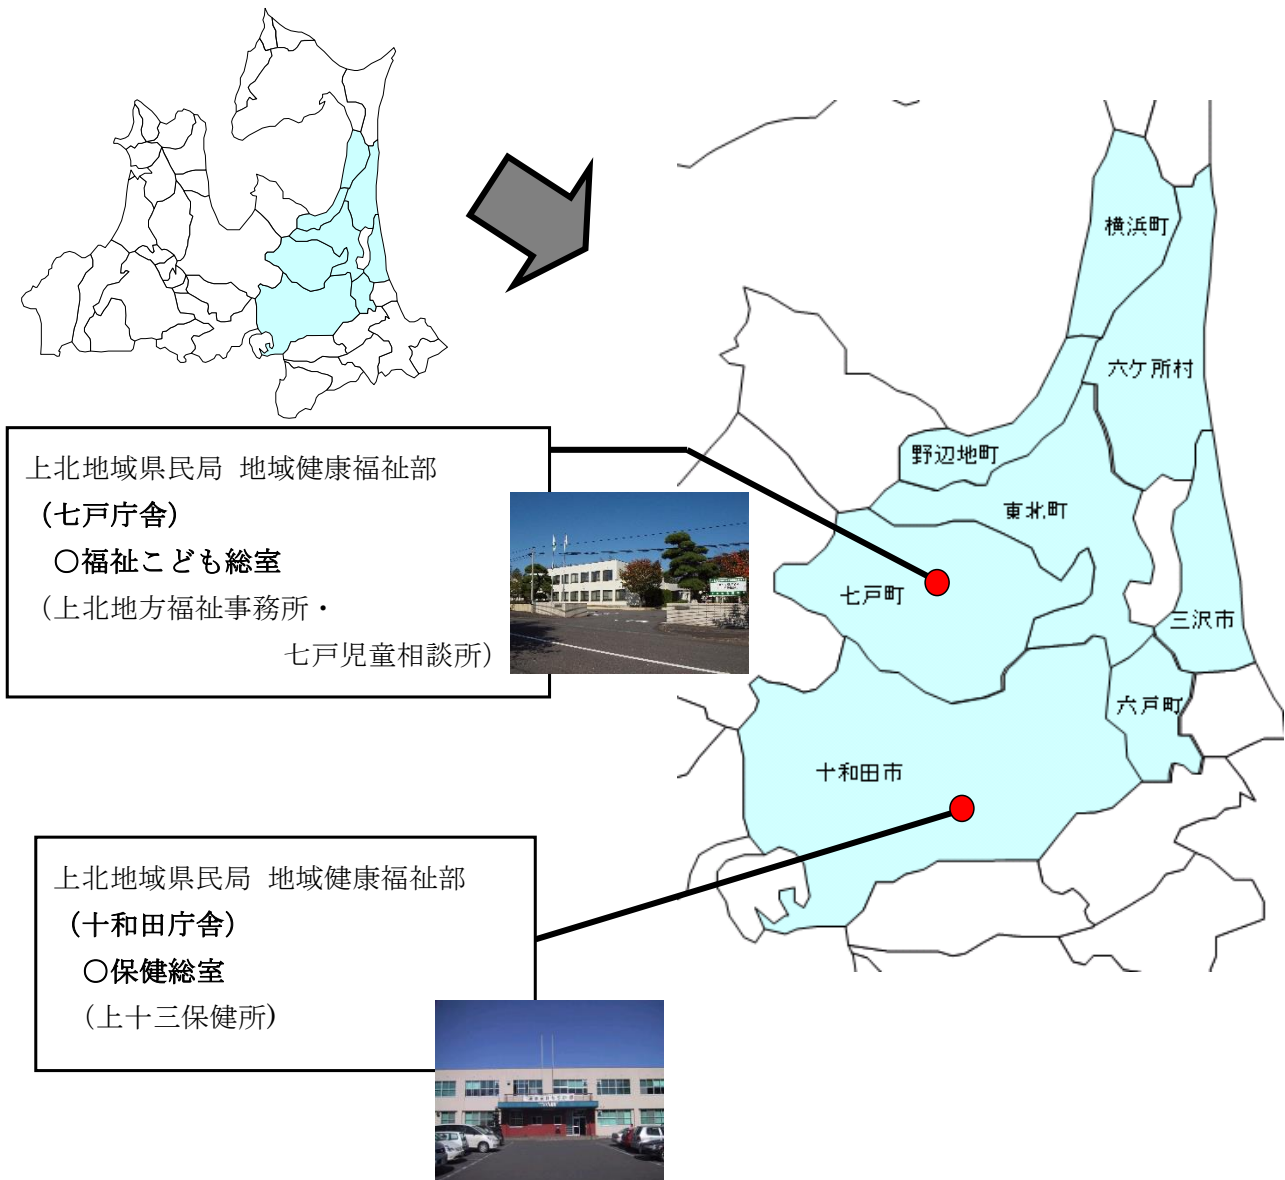 横浜町
六ケ所村
野辺地町
東北町
七戸町
三沢市
六戸町
十和田市
上北地域県民局 地域健康福祉部
(七戸庁舎)
○福祉こども総室
(上北地方福祉事務所・
七戸児童相談所)
上北地域県民局 地域健康福祉部
(十和田庁舎)
○保健総室
(上十三保健所)